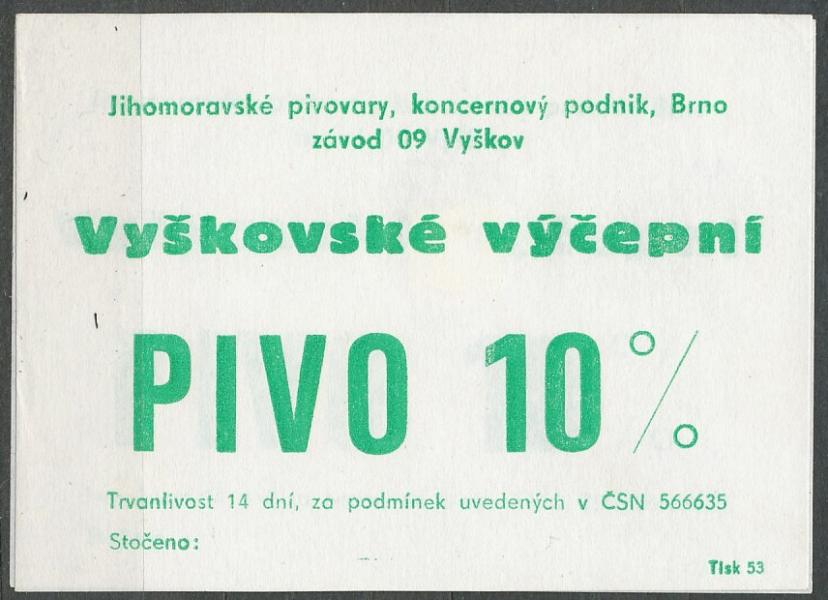 Jihomoravské pivovary, koncernový podnik, Brno
závod 09 Vyškov
Vyškovské výčepní
PIVO 10%
Trvanlivost 14 dní, za podmínek uvedených v ČSN 566635
Stočeno:
Tisk 53